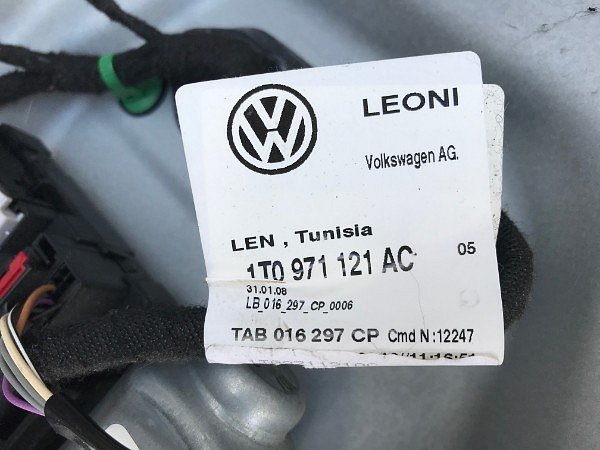 LEONI
Volkswagen AG.
LEN , Tunisia
1T0 971 121 AC 05
31.01.08
LB_016_297_CP_0006
TAB 016 297 CP Cmd N:12247